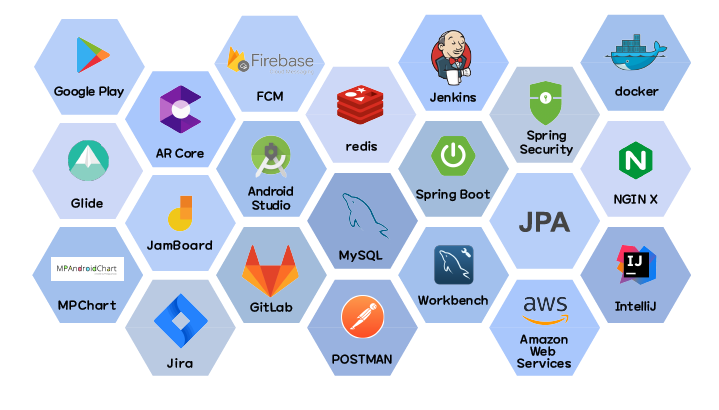 Google Play
AR Core
Firebase
FCM
redis
Jenkins
Spring
Security
docker
Glide
JamBoard
Android
Studio
MySQL
Spring Boot
JPA
N
NGIN X
MPAndroidChart
MPChart
Jira
GitLab
POSTMAN
Workbench
aws
Amazon
Web
Services
IJ
IntelliJ